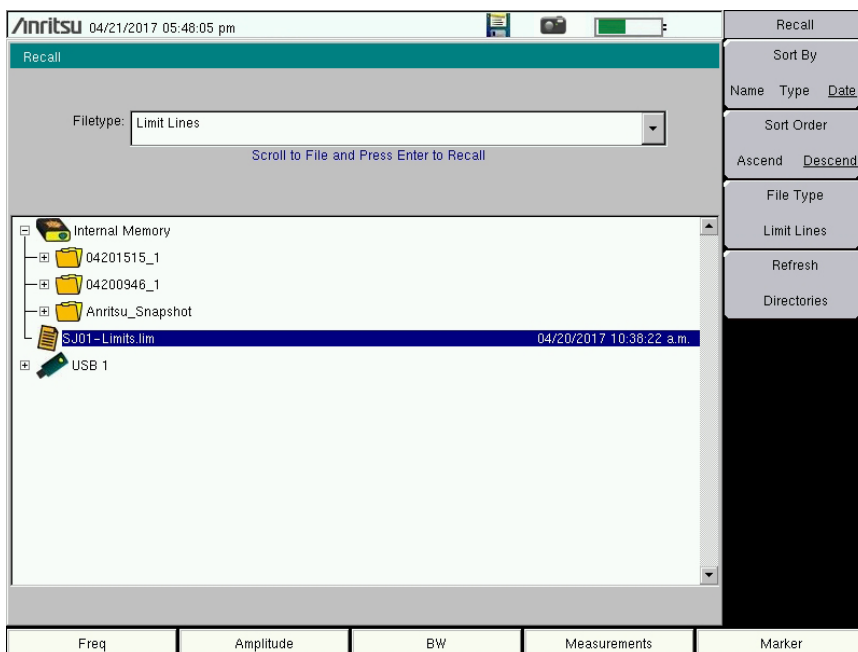 Anritsu 04/21/2017 05:48:05 pm
Recall
Filetype: Limit Lines
Scroll to File and Press Enter to Recall
Internal Memory
04201515_1
04200946_1
Anritsu_Snapshot
SJ01-Limits.lim 04/20/2017 10:38:22 a.m.
USB 1
Recall
Sort By
Name Type Date
Sort Order
Ascend Descend
File Type
Limit Lines
Refresh
Directories
Freq Amplitude BW Measurements Marker